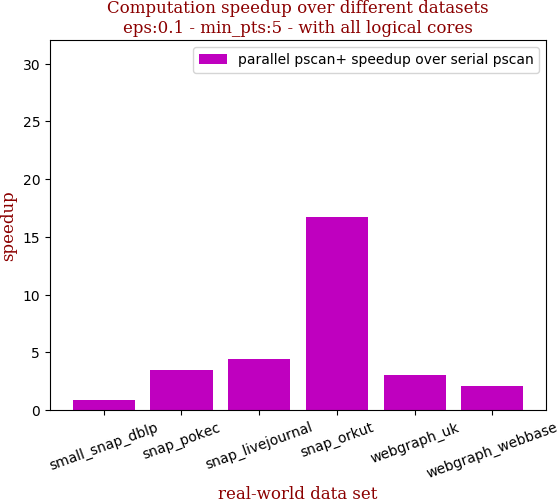 Computation speedup over different datasets
eps:0.1 - min_pts:5 - with all logical cores
parallel pscan+ speedup over serial pscan
speedup
30
25
20
15
10
5
0
small_snap_dblp
snap_pokec
snap_livejournal
snap_orkut
webgraph_uk
webgraph_webbase
real-world data set